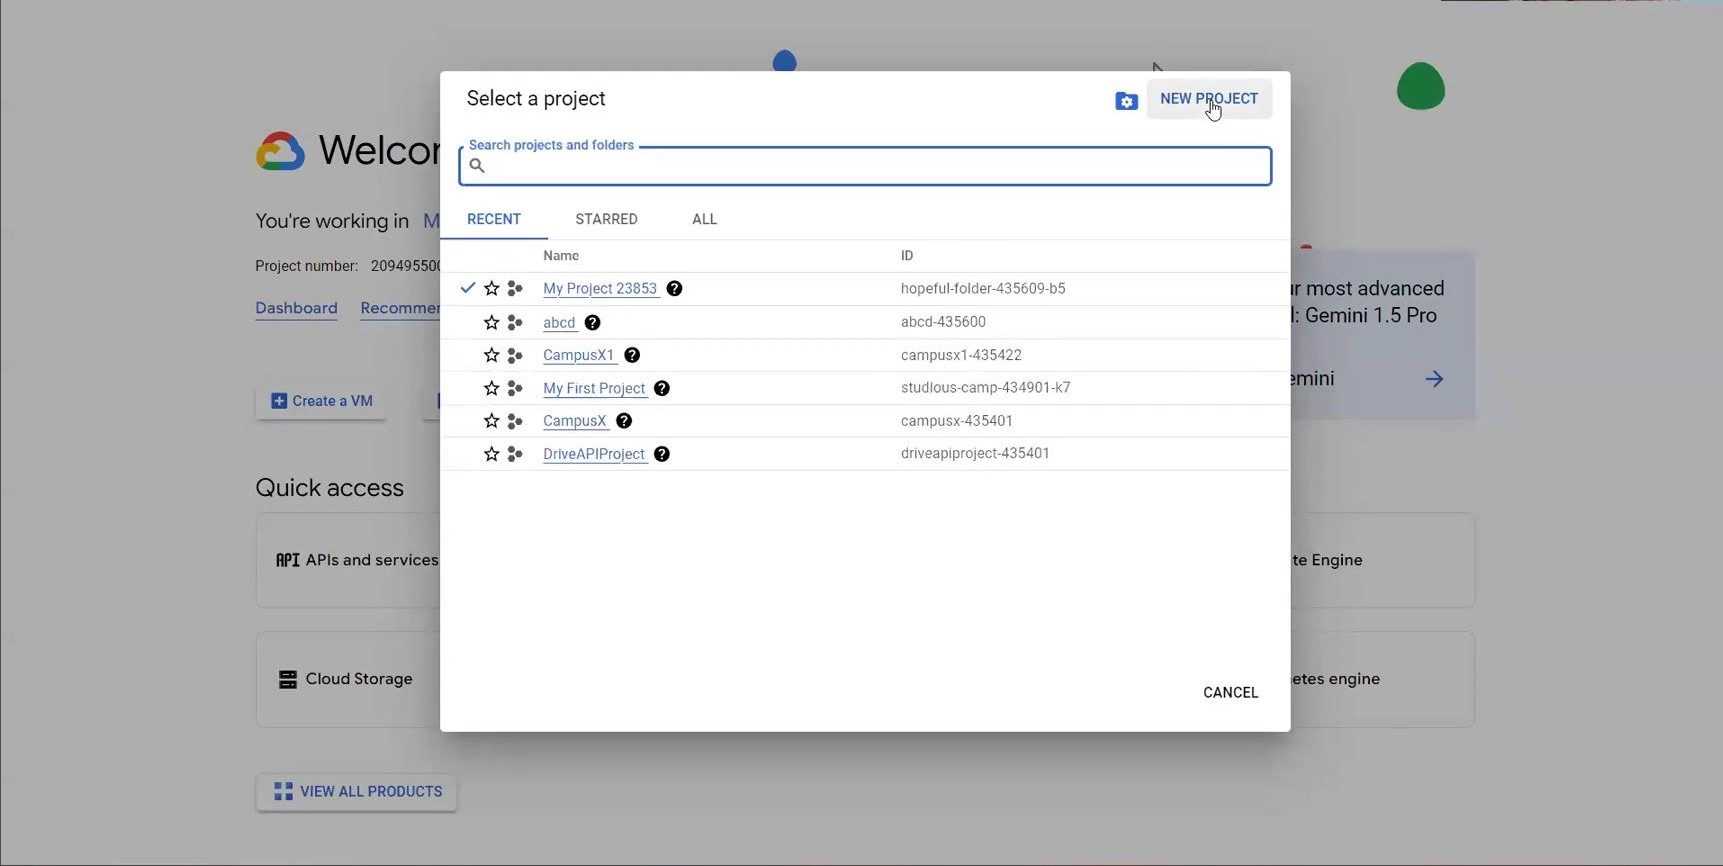 Select a project
NEW PROJECT
Search projects and folders
RECENT STARRED ALL
Name ID
My Project 23853 hopeful-folder-435609-b5
abcd abcd-435600
CampusX1 campusx1-435422
My First Project studious-camp-434901-k7
CampusX campusx-435401
DriveAPIProject driveapiproject-435401
CANCEL
Welcor
You're working in M
Project number: 209495500
Dashboard Recommer
Create a VM
ur most advanced
l: Gemini 1.5 Pro
emini
Quick access
API APIs and services
te Engine
Cloud Storage
netes engine
VIEW ALL PRODUCTS